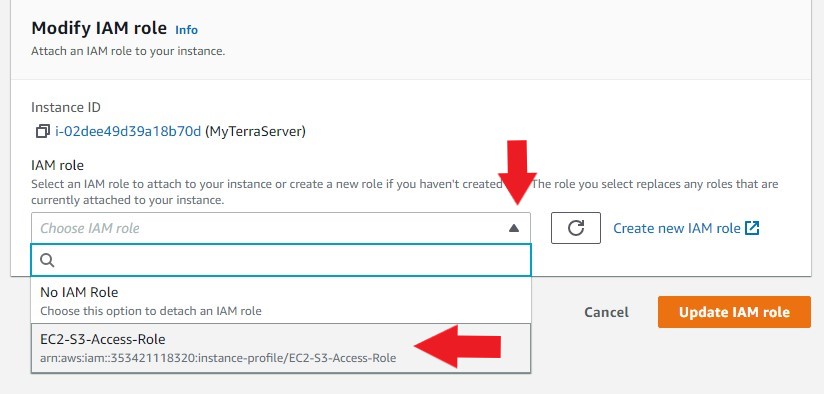 Modify IAM role Info
Attach an IAM role to your instance.
Instance ID
i-02dee49d39a18b70d (MyTerraServer)
IAM role
Select an IAM role to attach to your instance or create a new role if you haven't created The role you select replaces any roles that are
currently attached to your instance.
Choose IAM role
Create new IAM role
No IAM Role
Choose this option to detach an IAM role
Cancel
Update IAM role
EC2-S3-Access-Role
arn:aws:iam::353421118320:instance-profile/EC2-S3-Access-Role